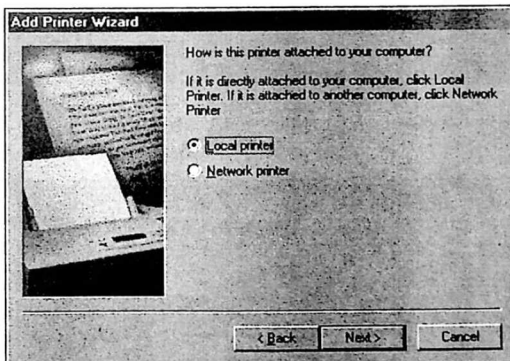 Add Printer Wizard
How is this printer attached to your computer?
If it is directly attached to your computer, click Local
Printer. If it is attached to another computer, click Network
Printer
Local printer
Network printer
< Back
Next >
Cancel